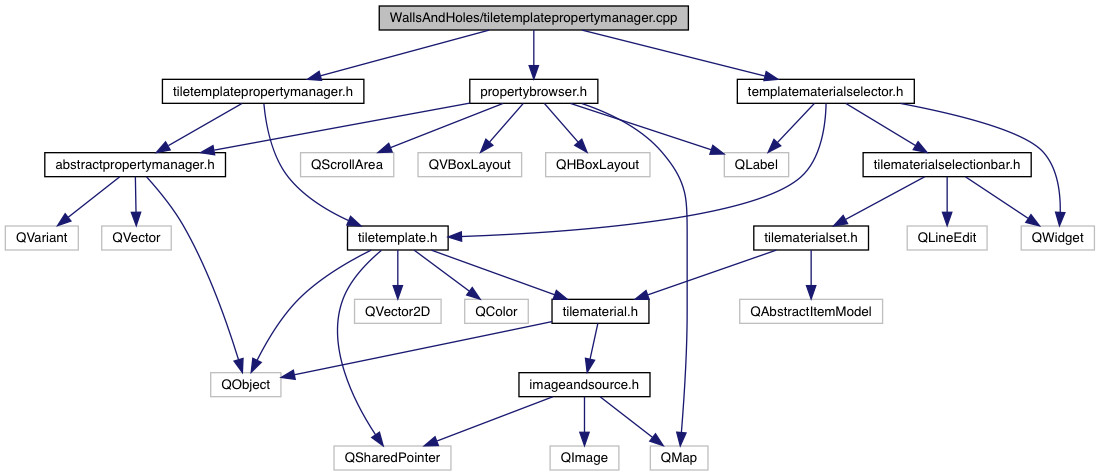 WallsAndHoles/tiletemplatepropertymanager.cpp
tiletemplatepropertymanager.h
propertybrowser.h
templatematerialselector.h
abstractpropertymanager.h
QScrollArea
QVBoxLayout
QHBoxLayout
QLabel
tilematerialselectionbar.h
QVariant
QVector
tiletemplate.h
tilematerialset.h
QLineEdit
QWidget
QVector2D
QColor
tilematerial.h
QAbstractItemModel
QObject
imageandsource.h
QSharedPointer
QImage
QMap